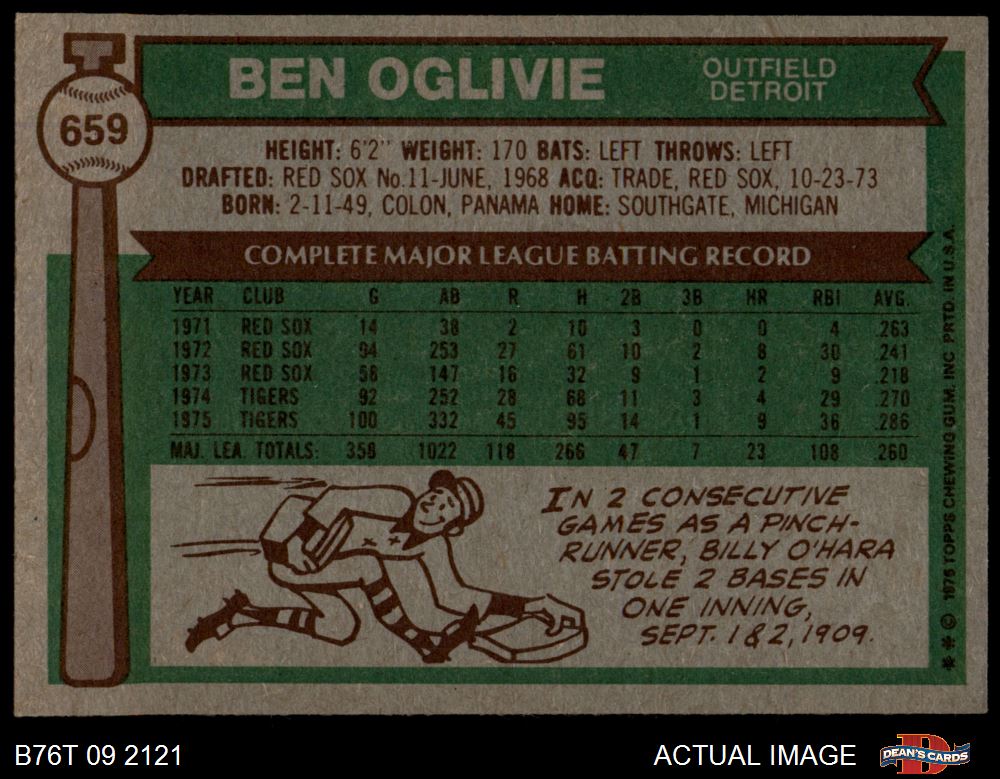 BEN OGLIVIE
OUTFIELD
DETROIT
659
HEIGHT: 6'2" WEIGHT: 170 BATS: LEFT THROWS: LEFT
DRAFTED: RED SOX No.11-JUNE, 1968 ACQ: TRADE, RED SOX, 10-23-73
BORN: 2-11-49, COLON, PANAMA HOME: SOUTHGATE, MICHIGAN
COMPLETE MAJOR LEAGUE BATTING RECORD
YEAR CLUB G AB R H 2B 3B HR RBI AVG.
1971 RED SOX 14 38 2 10 3 0 0 4 .263
1972 RED SOX 94 253 27 61 10 2 8 30 .241
1973 RED SOX 58 147 16 32 9 1 2 9 .218
1974 TIGERS 92 252 28 68 11 3 4 29 .270
1975 TIGERS 100 332 45 95 14 1 9 36 .286
MAJ. LEA. TOTALS: 358 1022 118 266 47 7 23 108 .260
IN 2 CONSECUTIVE
GAMES AS A PINCH-
RUNNER, BILLY O'HARA
STOLE 2 BASES IN
ONE INNING,
SEPT. 1 & 2, 1909.
** © 1976 TOPPS CHEWING GUM, INC. PRTD. IN U.S.A.
B76T 09 2121
ACTUAL IMAGE
DEAN'S CARDS